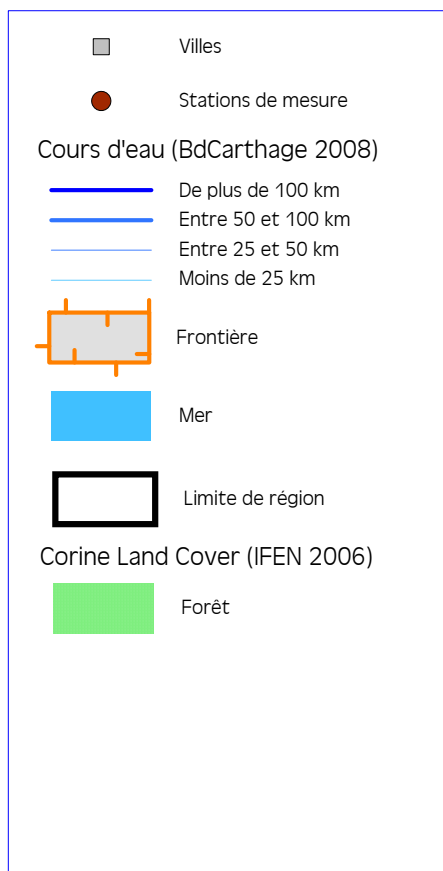 Villes
Stations de mesure
Cours d'eau (BdCarthage 2008)
De plus de 100 km
Entre 50 et 100 km
Entre 25 et 50 km
Moins de 25 km
Frontière
Mer
Limite de région
Corine Land Cover (IFEN 2006)
Forêt